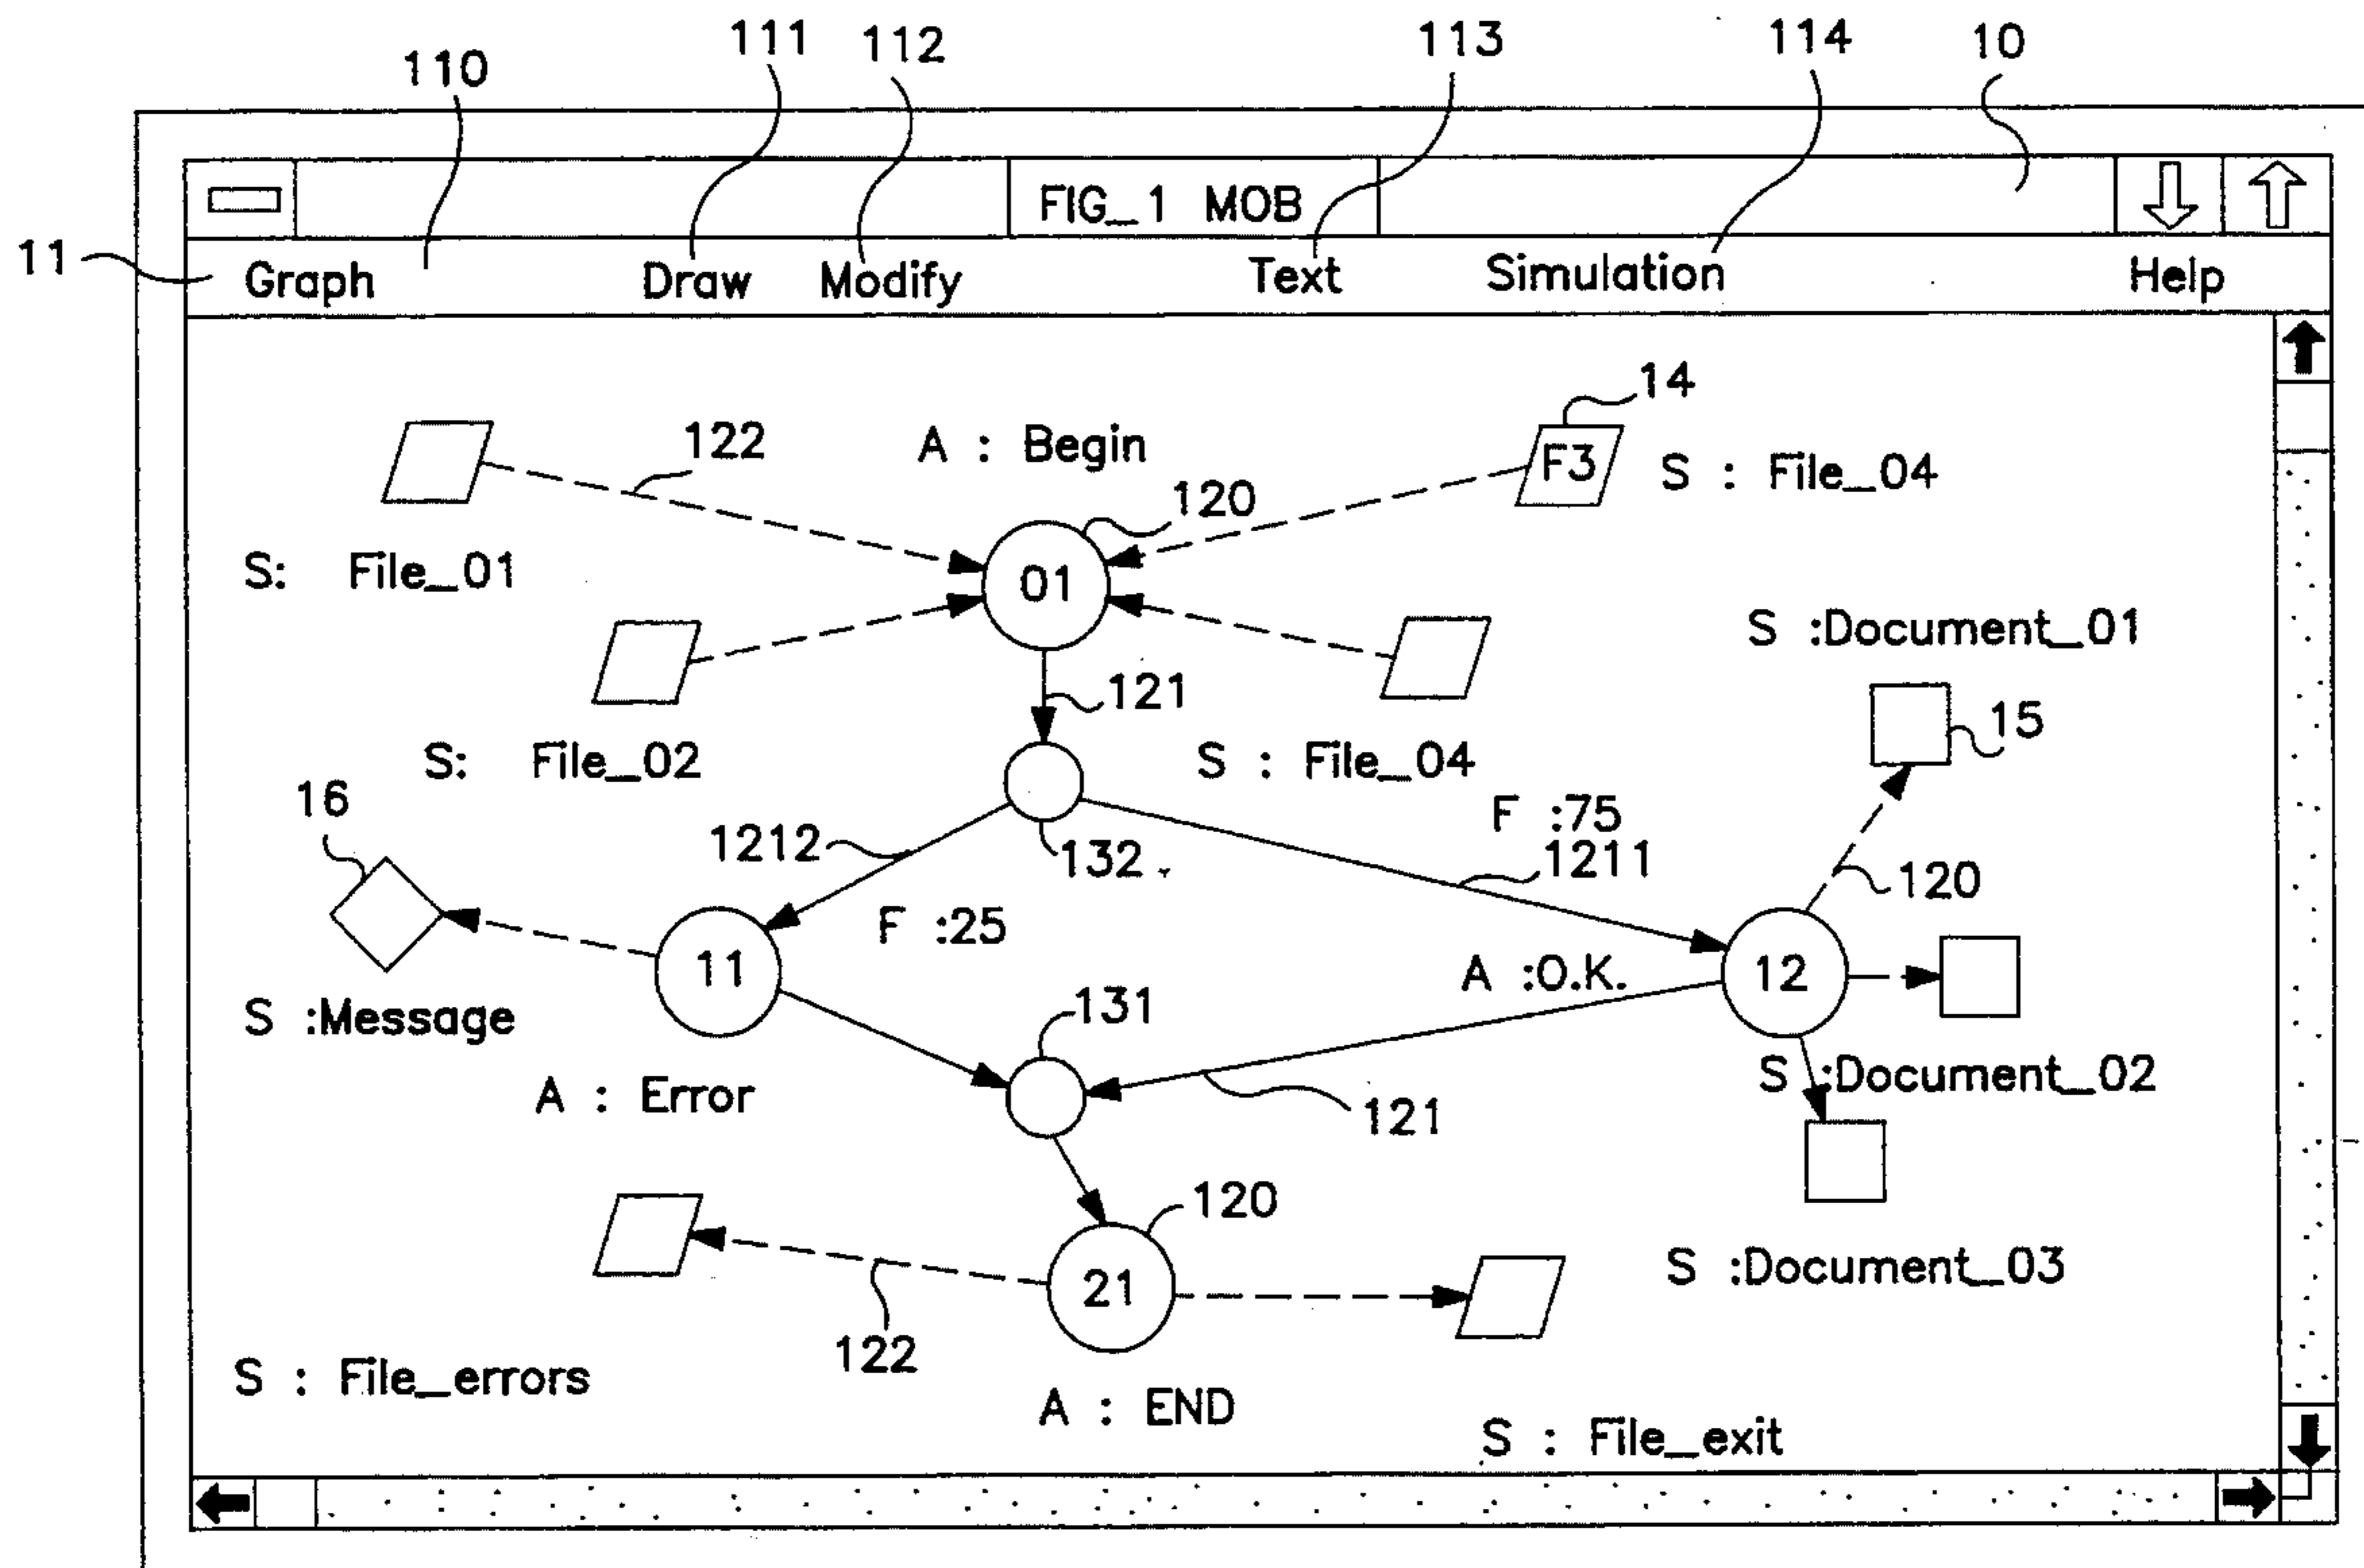 110
111
112
113
114
10
FIG_1 MOB
11
Graph
Draw
Modify
Text
Simulation
Help
14
122
A : Begin
F3
S : File_04
120
S: File_01
01
S :Document_01
121
15
S: File_02
S : File_04
16
F :75
1212
132
1211
120
F :25
11
A :O.K.
12
S :Message
131
A : Error
121
S :Document_02
120
21
S :Document_03
122
S : File_errors
A : END
S : File_exit